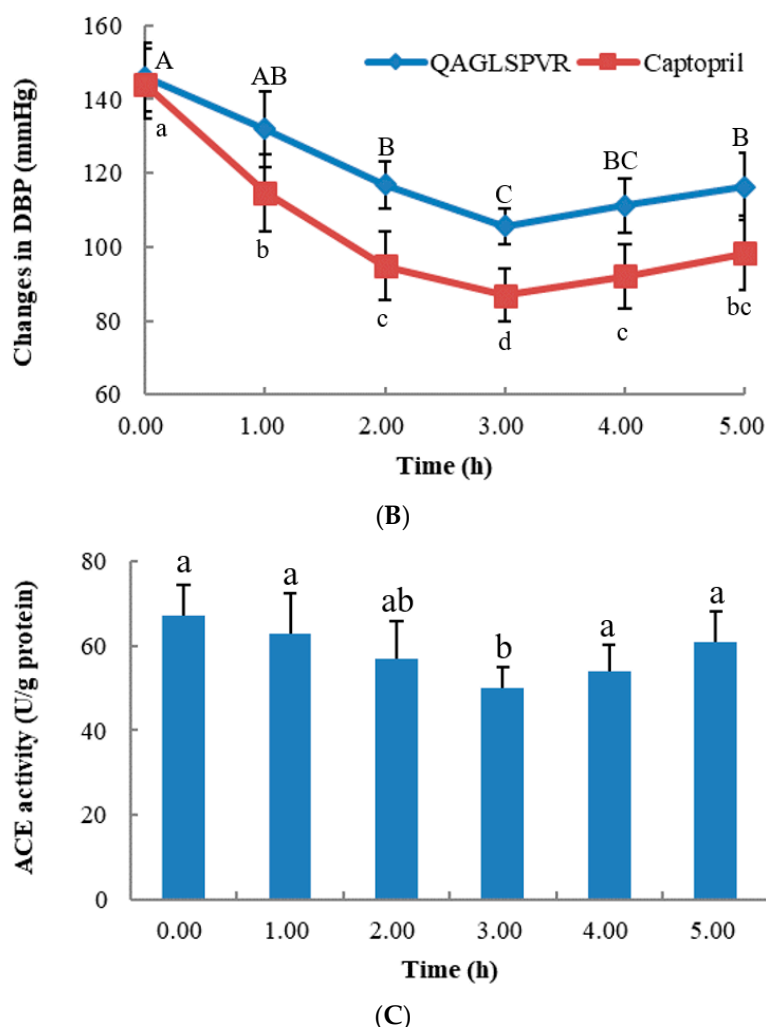 160
140
120
100
80
60
Changes in DBP (mmHg)
QAGLSPVR Captopril
A AB B C BC B
a b c d c bc
0.00 1.00 2.00 3.00 4.00 5.00
Time (h)
(B)
80
60
40
20
0
ACE activity (U/g protein)
a a ab b a a
0.00 1.00 2.00 3.00 4.00 5.00
Time (h)
(C)